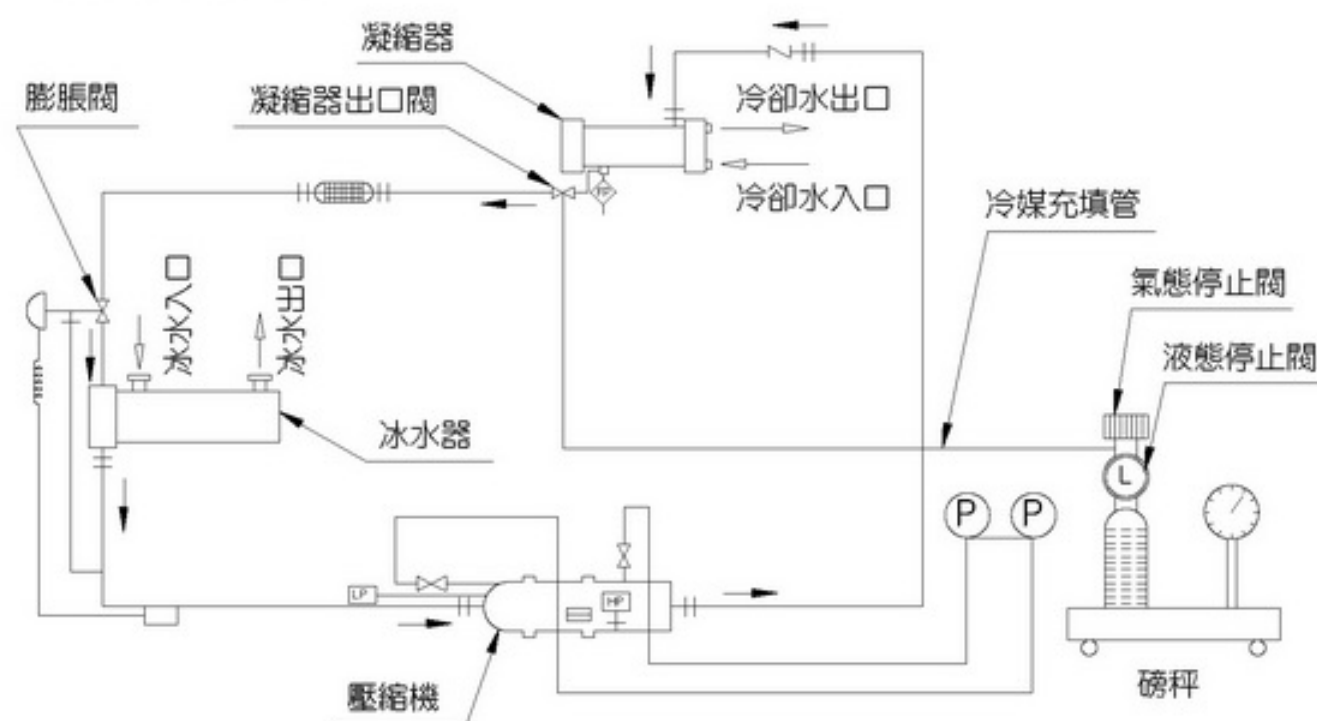 凝縮器
膨脹閥
凝縮器出口閥
冷卻水出口
冷卻水入口
冷媒充填管
氣態停止閥
液態停止閥
冰水入口
冰水出口
冰水器
L
P
P
LP
HP
壓縮機
磅秤